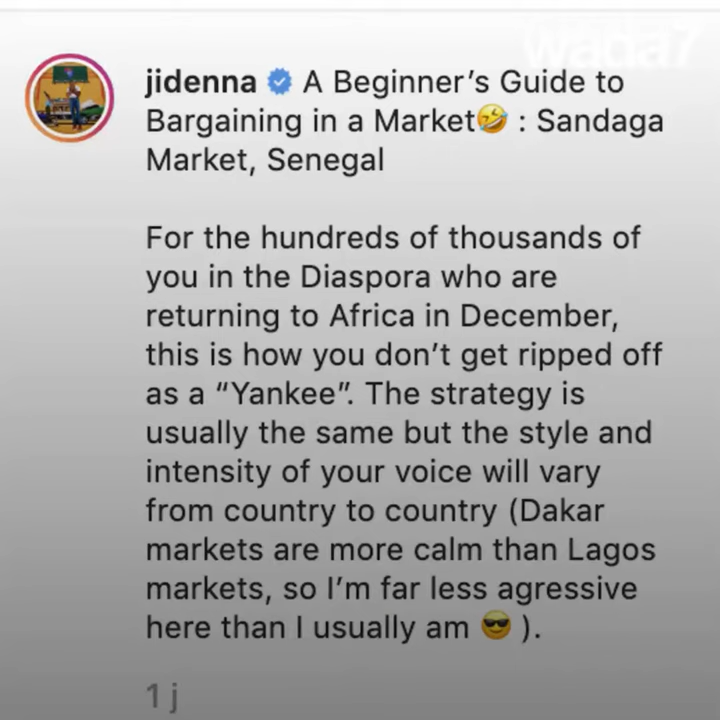 wada7
jidenna A Beginner's Guide to
Bargaining in a Market🤣 : Sandaga
Market, Senegal
For the hundreds of thousands of
you in the Diaspora who are
returning to Africa in December,
this is how you don't get ripped off
as a "Yankee". The strategy is
usually the same but the style and
intensity of your voice will vary
from country to country (Dakar
markets are more calm than Lagos
markets, so I'm far less agressive
here than I usually am 😎 ).
1 j